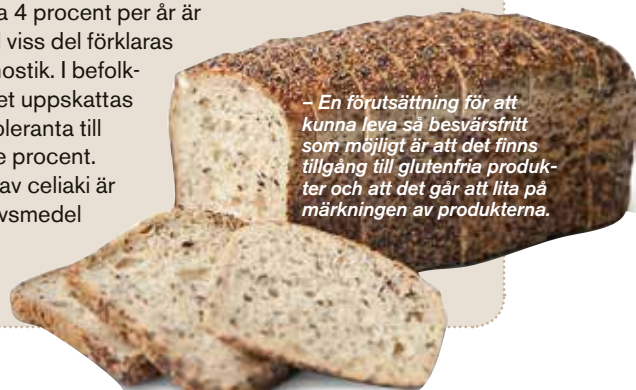 a 4 procent per år är
viss del förklaras
nostik. I befolk-
et uppskattas
oleranta till
e procent.
av celiaki är
vsmedel
– En förutsättning för att
kunna leva så besvärsfritt
som möjligt är att det finns
tillgång till glutenfria produk-
ter och att det går att lita på
märkningen av produkterna.